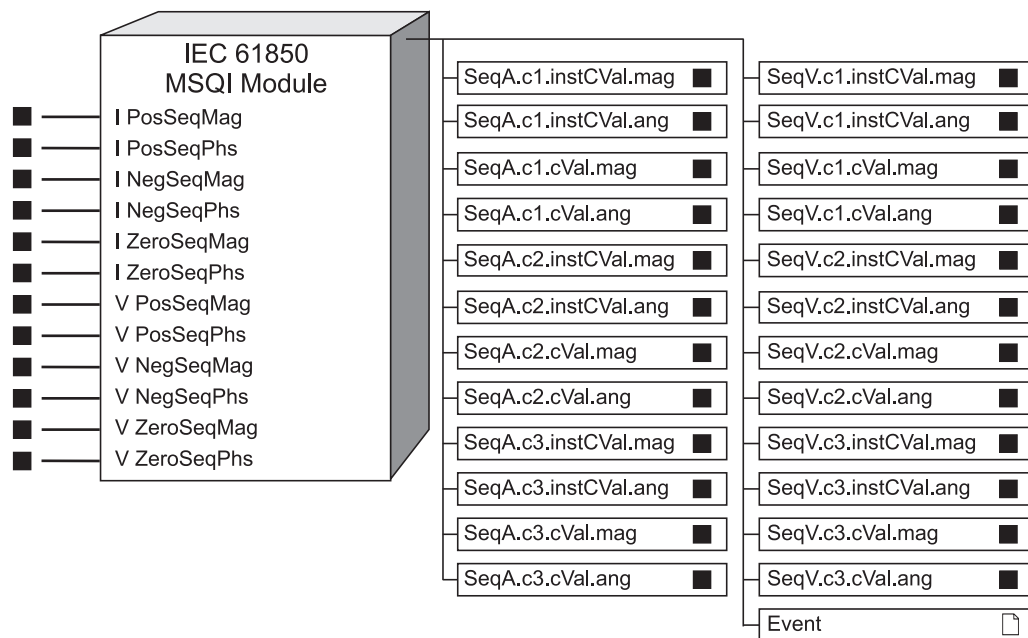 IEC 61850
MSQI Module
I PosSeqMag
I PosSeqPhs
I NegSeqMag
I NegSeqPhs
I ZeroSeqMag
I ZeroSeqPhs
V PosSeqMag
V PosSeqPhs
V NegSeqMag
V NegSeqPhs
V ZeroSeqMag
V ZeroSeqPhs
SeqA.c1.instCVal.mag
SeqA.c1.instCVal.ang
SeqA.c1.cVal.mag
SeqA.c1.cVal.ang
SeqA.c2.instCVal.mag
SeqA.c2.instCVal.ang
SeqA.c2.cVal.mag
SeqA.c2.cVal.ang
SeqA.c3.instCVal.mag
SeqA.c3.instCVal.ang
SeqA.c3.cVal.mag
SeqA.c3.cVal.ang
SeqV.c1.instCVal.mag
SeqV.c1.instCVal.ang
SeqV.c1.cVal.mag
SeqV.c1.cVal.ang
SeqV.c2.instCVal.mag
SeqV.c2.instCVal.ang
SeqV.c2.cVal.mag
SeqV.c2.cVal.ang
SeqV.c3.instCVal.mag
SeqV.c3.instCVal.ang
SeqV.c3.cVal.mag
SeqV.c3.cVal.ang
Event